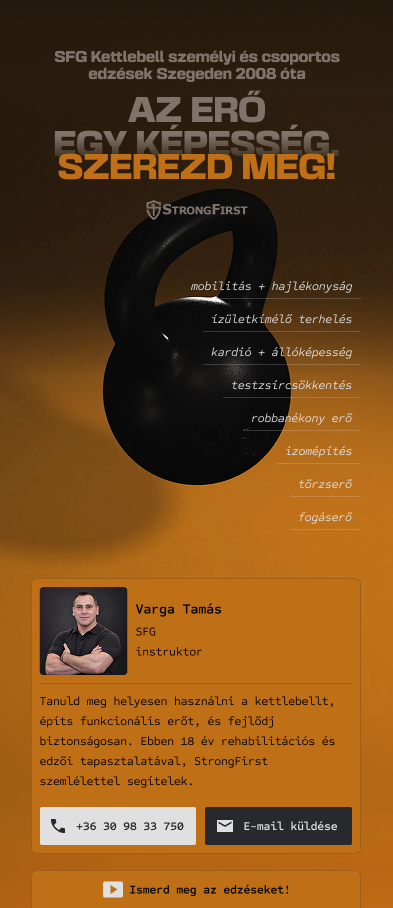 SFG Kettlebell személyi és csoportos
edzések Szegeden 2008 óta
AZ ERŐ
EGY KÉPESSÉG.
SZEREZD MEG!
STRONGFIRST
mobilitás + hajlékonyság
ízületkímélő terhelés
kardió + állóképesség
testzsírcsökkentés
robbanékony erő
izomépítés
törzserő
fogáserő
Varga Tamás
SFG
instruktor
Tanuld meg helyesen használni a kettlebellt,
építs funkcionális erőt, és fejlődj
biztonságosan. Ebben 18 év rehabilitációs és
edzői tapasztalatával, StrongFirst
szemlélettel segítelek.
+36 30 98 33 750
E-mail küldése
Ismerd meg az edzéseket!